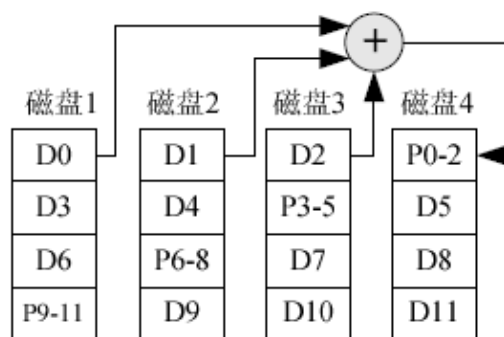 +
磁盘1 磁盘2 磁盘3 磁盘4
D0 D1 D2 P0-2
D3 D4 P3-5 D5
D6 P6-8 D7 D8
P9-11 D9 D10 D11